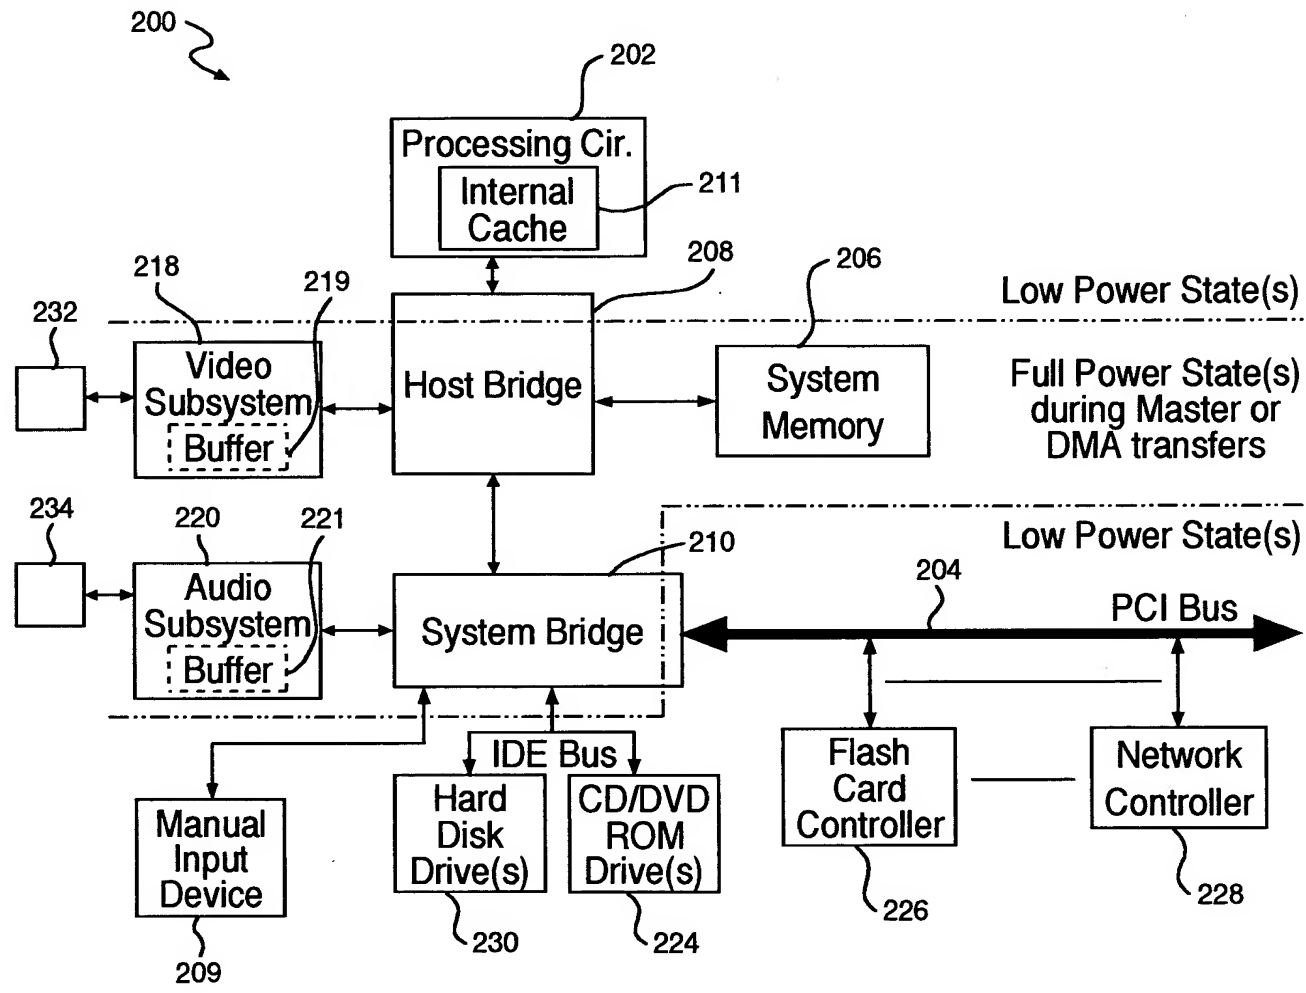 200
202
Processing Cir.
Internal
Cache
211
218
219
208
206
Low Power State(s)
232
Video
Subsystem
Buffer
Host Bridge
System
Memory
Full Power State(s)
during Master or
DMA transfers
234
220
221
210
Low Power State(s)
204
PCI Bus
Audio
Subsystem
Buffer
System Bridge
IDE Bus
Manual
Input
Device
209
Hard
Disk
Drive(s)
230
CD/DVD
ROM
Drive(s)
224
Flash
Card
Controller
226
Network
Controller
228